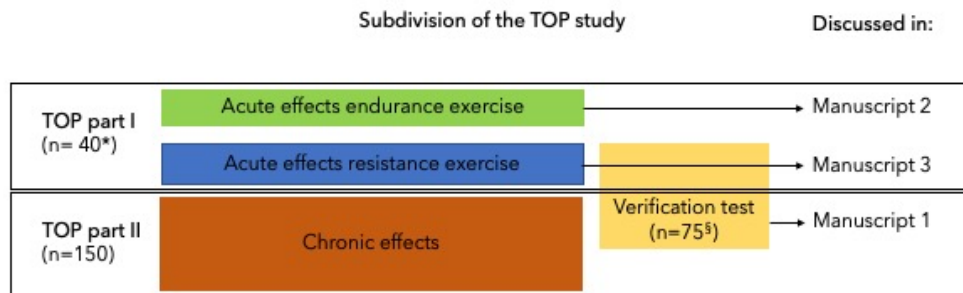 Subdivision of the TOP study
Discussed in:
TOP part I
(n= 40*)
Acute effects endurance exercise
Manuscript 2
Acute effects resistance exercise
Manuscript 3
TOP part II
(n=150)
Chronic effects
Verification test
(n=75§)
Manuscript 1